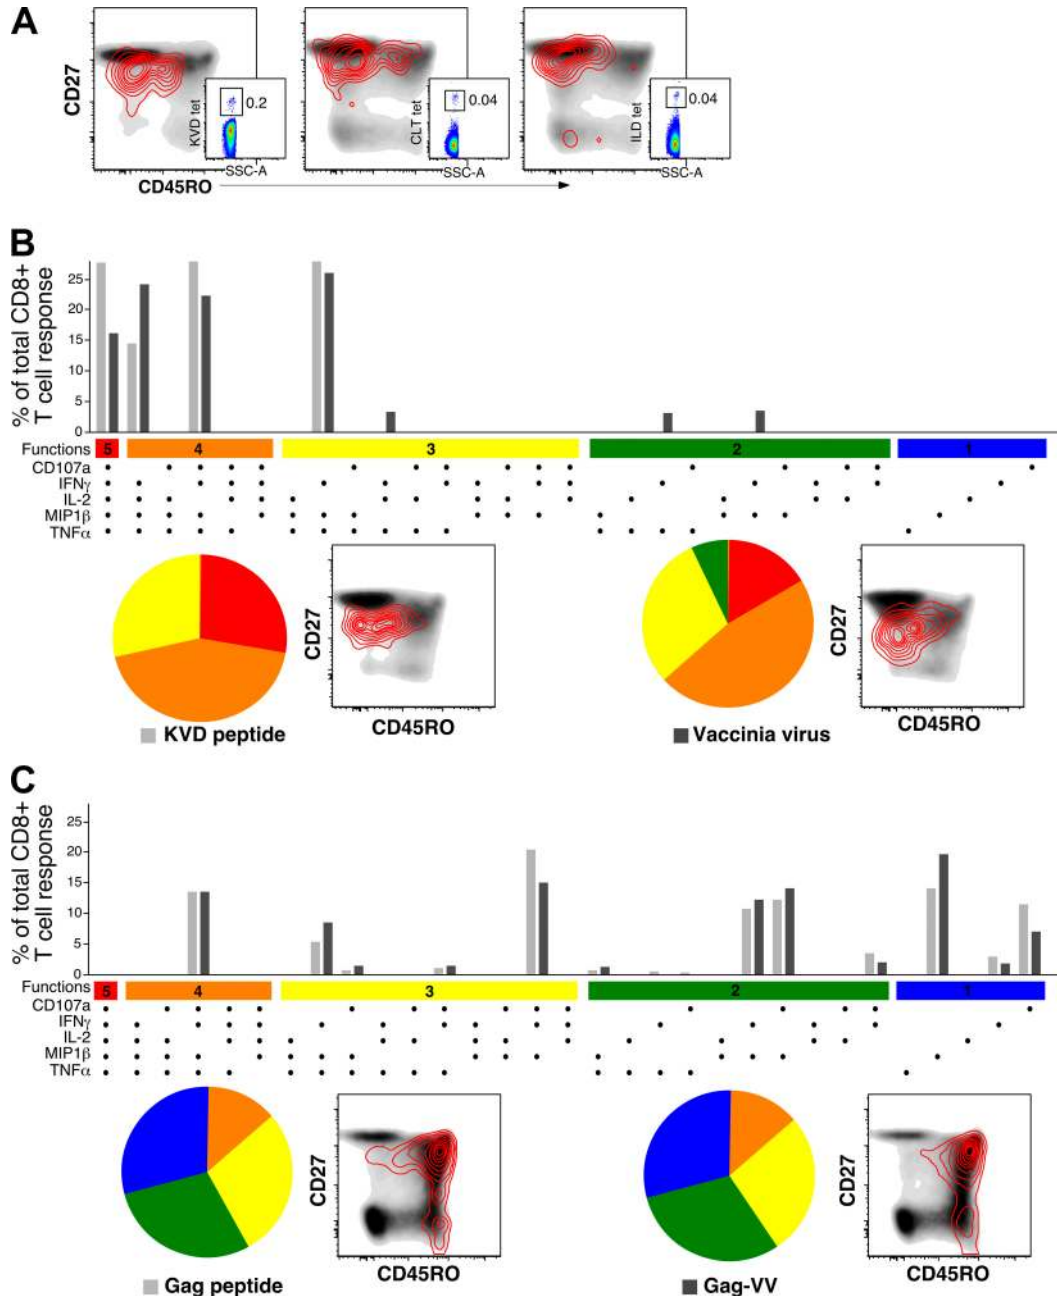 A
CD27
KVD tet
0.2
SSC-A
CLT tet
0.04
SSC-A
ILD tet
0.04
SSC-A
CD45RO
B
% of total CD8+
T cell response
25
20
15
10
5
0
Functions
5
4
3
2
1
CD107a
IFNγ
IL-2
MIP1β
TNFα
CD27
CD45RO
KVD peptide
CD27
CD45RO
Vaccinia virus
C
% of total CD8+
T cell response
25
20
15
10
5
0
Functions
5
4
3
2
1
CD107a
IFNγ
IL-2
MIP1β
TNFα
CD27
CD45RO
Gag peptide
CD27
CD45RO
Gag-VV